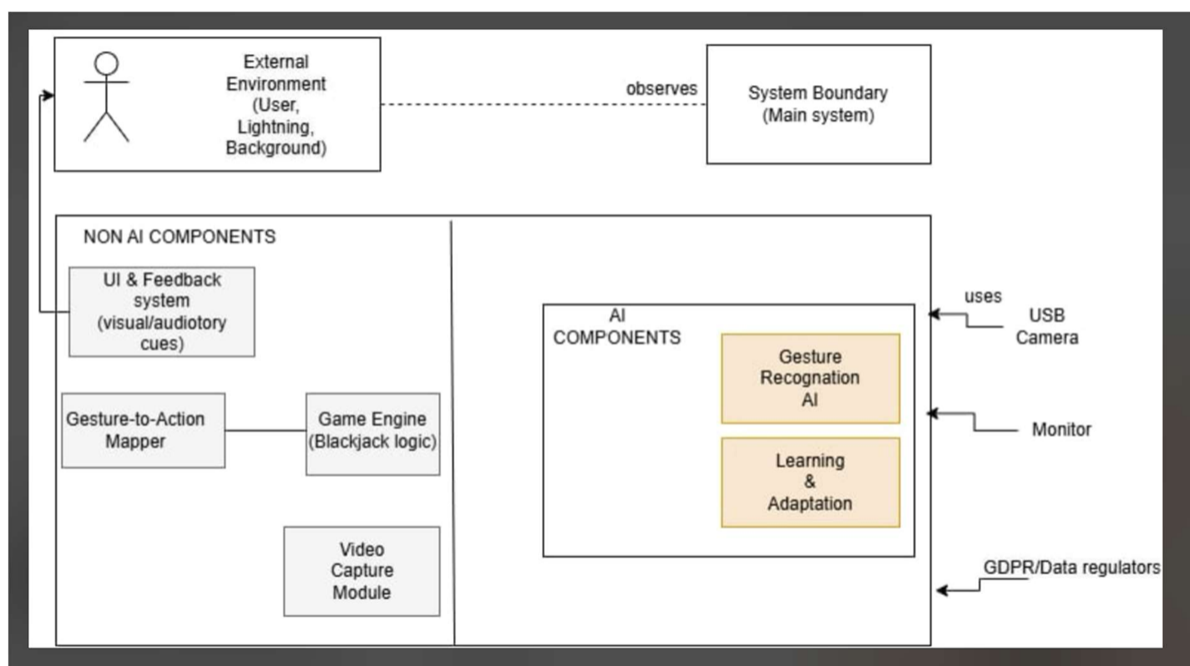 External
Environment
(User,
Lightning,
Background)
observes
System Boundary
(Main system)
NON AI COMPONENTS
UI & Feedback
system
(visual/audiotory
cues)
Gesture-to-Action
Mapper
Game Engine
(Blackjack logic)
Video
Capture
Module
AI
COMPONENTS
Gesture
Recognation
AI
Learning
&
Adaptation
uses
USB
Camera
Monitor
GDPR/Data regulators